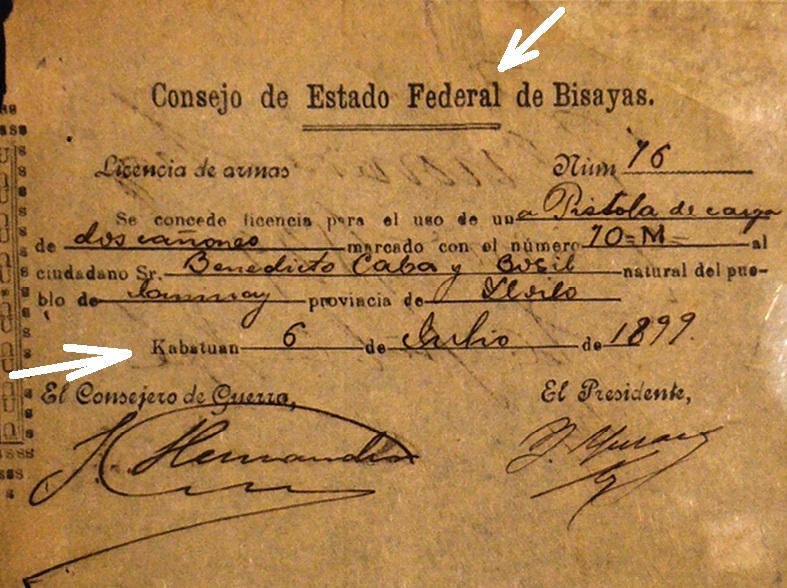 Consejo de Estado Federal de Bisayas.
Licencia de armas Núm 76
Se concede licencia para el uso de una Pistola de carga
de dos cañones marcado con el número 70=M= al
ciudadano Sr. Benedicto Caba y natural del pue-
blo de provincia de Iloilo
Kabatuan 6 de Julio de 1899.
El Consejero de Guerra, El Presidente,
Hernandez